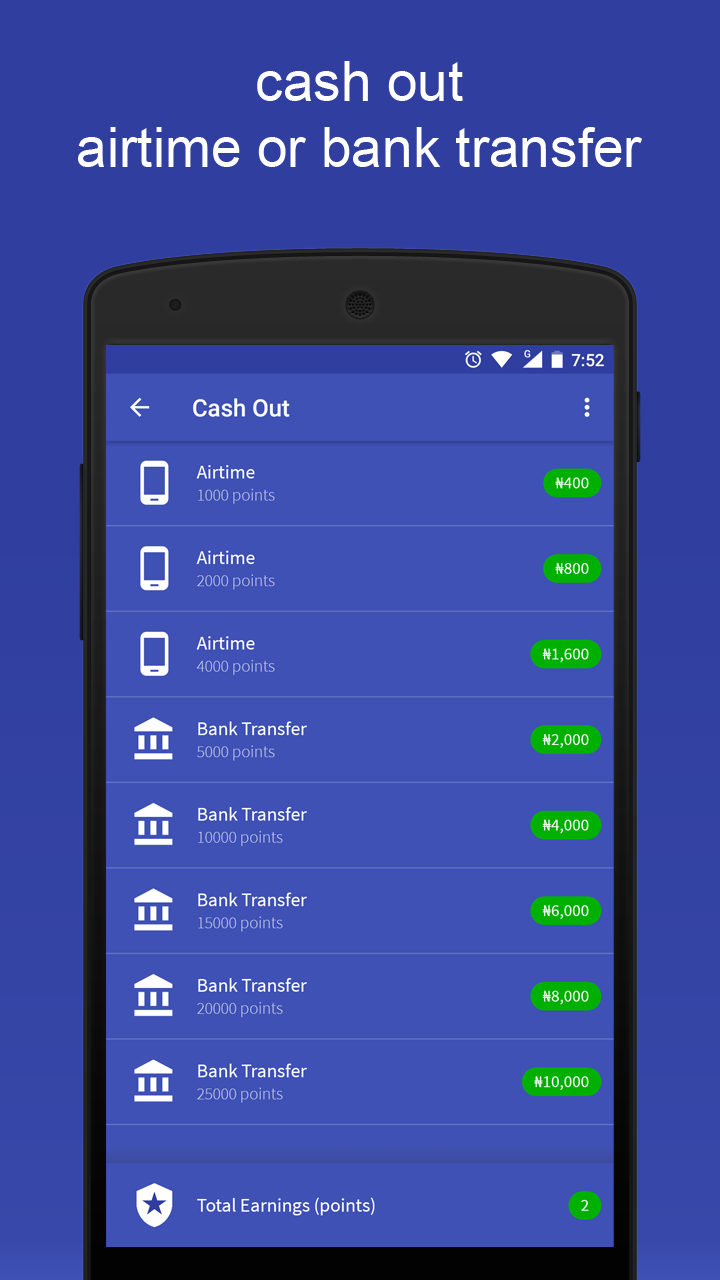 cash out
airtime or bank transfer
G 7:52
Cash Out
Airtime
1000 points
₦400
Airtime
2000 points
₦800
Airtime
4000 points
₦1,600
Bank Transfer
5000 points
₦2,000
Bank Transfer
10000 points
₦4,000
Bank Transfer
15000 points
₦6,000
Bank Transfer
20000 points
₦8,000
Bank Transfer
25000 points
₦10,000
Total Earnings (points) 2